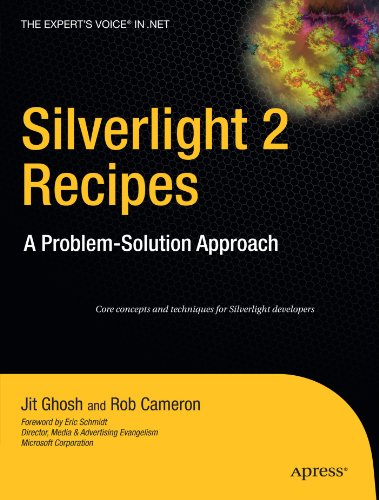 THE EXPERT'S VOICE® IN .NET
Silverlight 2
Recipes
A Problem-Solution Approach
Core concepts and techniques for Silverlight developers
Jit Ghosh and Rob Cameron
Foreword by Eric Schmidt
Director, Media & Advertising Evangelism
Microsoft Corporation
Apress®